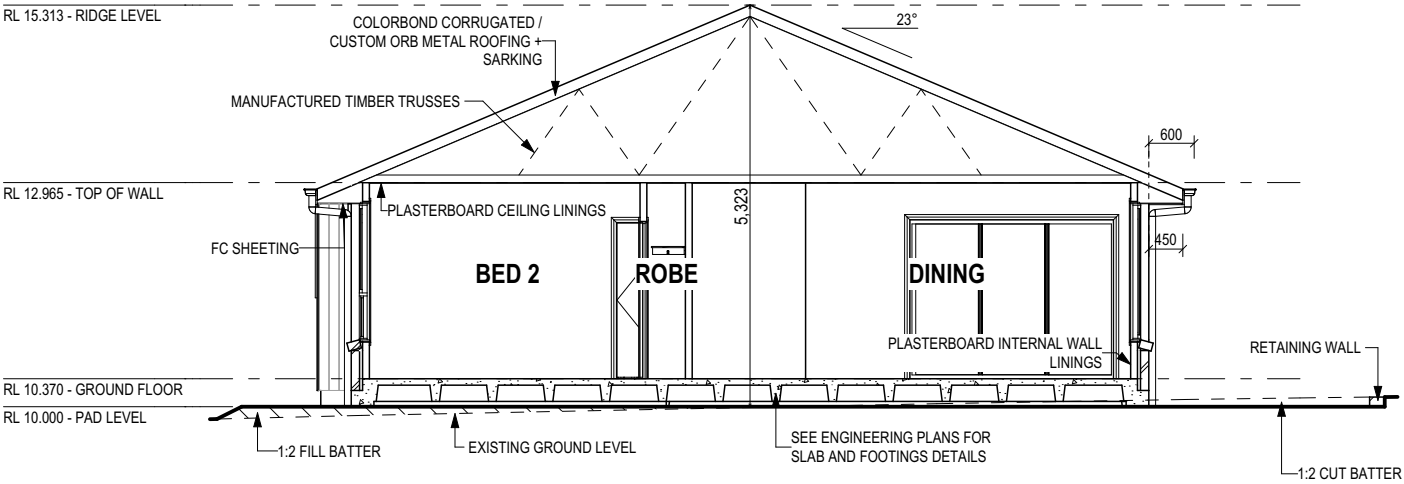 RL 15.313 - RIDGE LEVEL
COLORBOND CORRUGATED /
CUSTOM ORB METAL ROOFING +
SARKING
23°
MANUFACTURED TIMBER TRUSSES
600
RL 12.965 - TOP OF WALL
PLASTERBOARD CEILING LININGS
5,323
FC SHEETING
450
BED 2
ROBE
DINING
PLASTERBOARD INTERNAL WALL
LININGS
RETAINING WALL
RL 10.370 - GROUND FLOOR
RL 10.000 - PAD LEVEL
1:2 FILL BATTER
EXISTING GROUND LEVEL
SEE ENGINEERING PLANS FOR
SLAB AND FOOTINGS DETAILS
1:2 CUT BATTER